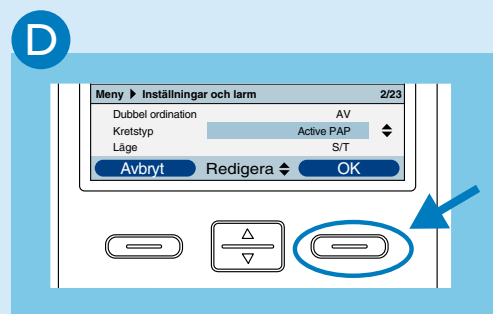 D
Meny ▶ Inställningar och larm 2/23
Dubbel ordination AV
Kretstyp Active PAP
Läge S/T
Avbryt Redigera OK